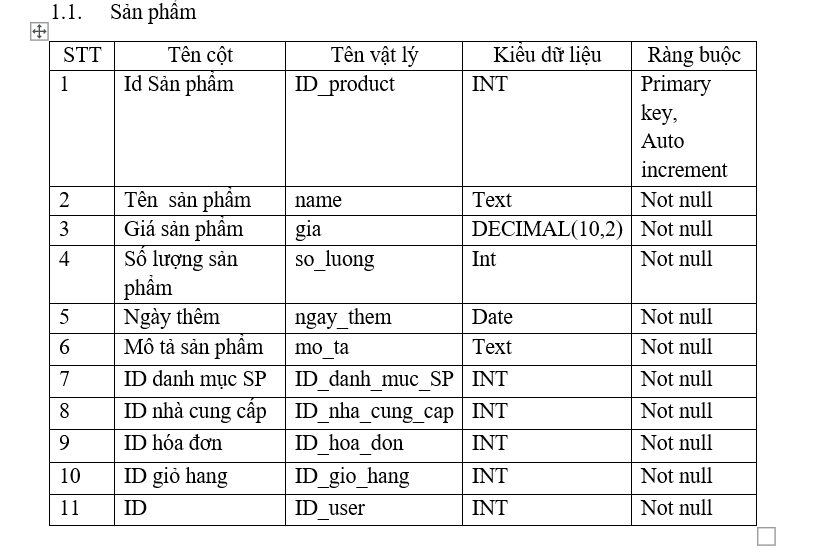 1.1. Sản phẩm
STT Tên cột Tên vật lý Kiểu dữ liệu Ràng buộc
1 Id Sản phẩm ID_product INT Primary
key,
Auto
increment
2 Tên  sản phẩm name Text Not null
3 Giá sản phẩm gia DECIMAL(10,2) Not null
4 Số lượng sản so_luong Int Not null
phẩm
5 Ngày thêm ngay_them Date Not null
6 Mô tả sản phẩm mo_ta Text Not null
7 ID danh mục SP ID_danh_muc_SP INT Not null
8 ID nhà cung cấp ID_nha_cung_cap INT Not null
9 ID hóa đơn ID_hoa_don INT Not null
10 ID giỏ hang ID_gio_hang INT Not null
11 ID ID_user INT Not null